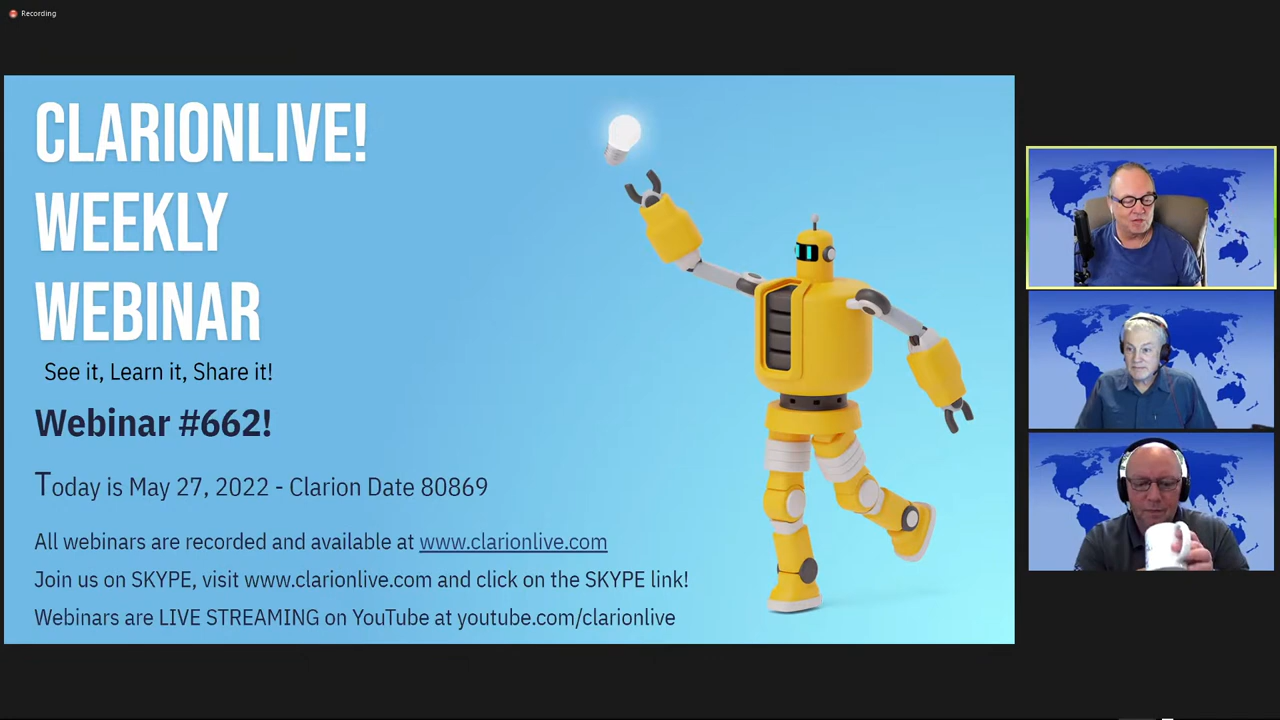 Recording
CLARIONLIVE!
WEEKLY
WEBINAR
See it, Learn it, Share it!
Webinar #662!
Today is May 27, 2022 - Clarion Date 80869
All webinars are recorded and available at www.clarionlive.com
Join us on SKYPE, visit www.clarionlive.com and click on the SKYPE link!
Webinars are LIVE STREAMING on YouTube at youtube.com/clarionlive